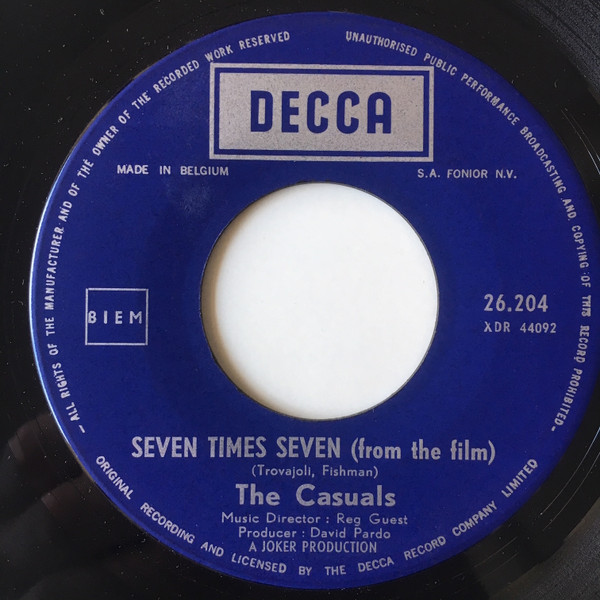 -ALL RIGHTS OF THE MANUFACTURER AND OF THE OWNER OF THE RECORDED WORK RESERVED
UNAUTHORISED PUBLIC PERFORMANCE BROADCASTING AND COPYING OF THIS RECORD PROHIBITED-
DECCA
MADE IN BELGIUM
S.A. FONIOR N.V.
BIEM
26.204
XDR 44092
SEVEN TIMES SEVEN (from the film)
(Trovajoli, Fishman)
The Casuals
Music Director : Reg Guest
Producer : David Pardo
A JOKER PRODUCTION
ORIGINAL RECORDING AND LICENSED BY THE DECCA RECORD COMPANY LIMITED